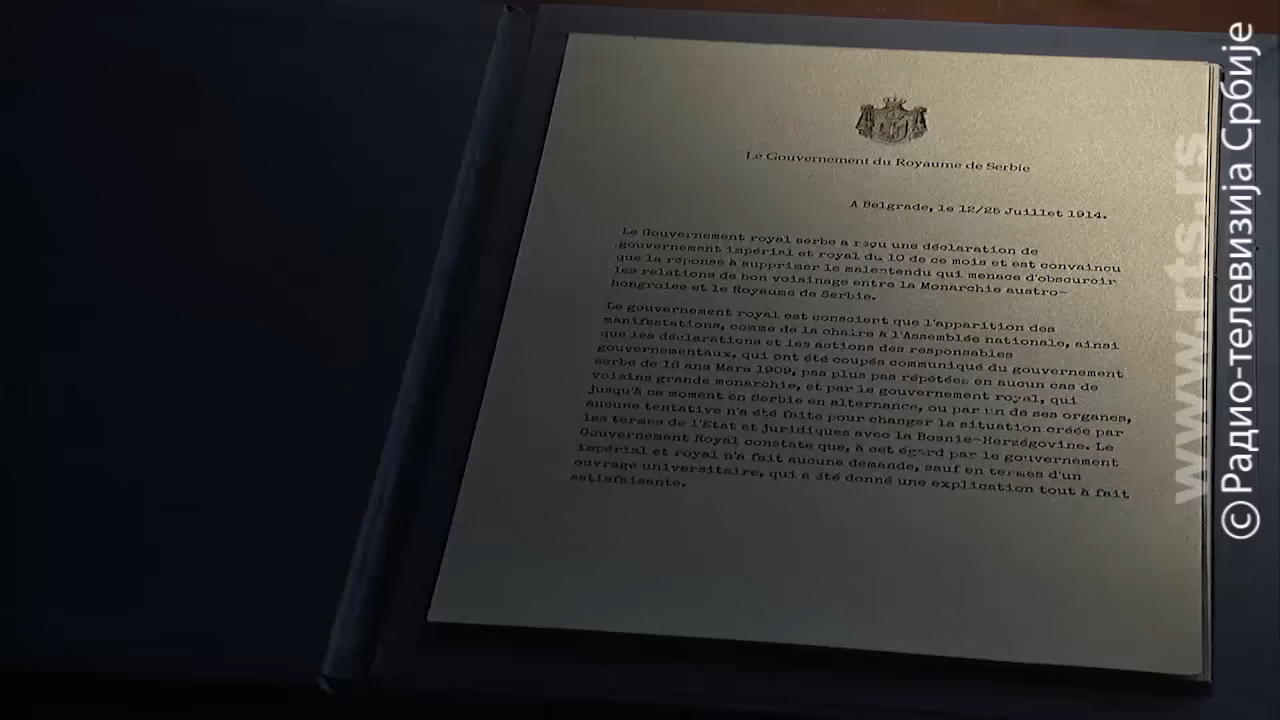 Le Gouvernement du Royaume de Serbie
A Belgrade, le 12/25 Juillet 1914.
Le Gouvernement royal serbe a reçu une déclaration de
gouvernement impérial et royal du 10 de ce mois et est convaincu
que la réponse à supprimer le malentendu qui menace d'obscuroir
les relations de bon voisinage entre la Monarchie austro-
hongroise et le Royaume de Serbie.
Le gouvernement royal est conscient que l'apparition des
manifestations, comme de la chaire à l'Assemblée nationale, ainsi
que les déclarations et les actions des responsables
gouvernementaux, qui ont été coupés communiqué du gouvernement
serbe de 18 ans Mars 1909, pas plus pas répétées en aucun cas de
voisins grande monarchie, et par le gouvernement royal, qui
jusqu'à ce moment en Serbie en alternance, ou par un de ses organes,
aucune tentative n'a été faite pour changer la situation créée par
les termes de l'Etat et juridiques avec la Bosnie-Herzégovine. Le
Gouvernement Royal constate que, à cet égard par le gouvernement
impérial et royal n'a fait aucune demande, sauf en termes d'un
ouvrage universitaire, qui a été donné une explication tout à fait
satisfaisante.
www.rts.rs
© Радио-телевизија Србије